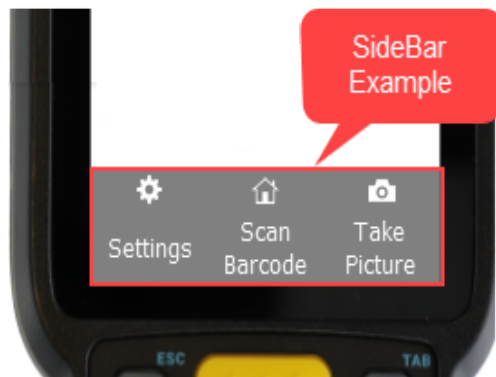 SideBar
Example
Settings
Scan
Barcode
Take
Picture
ESC
TAB